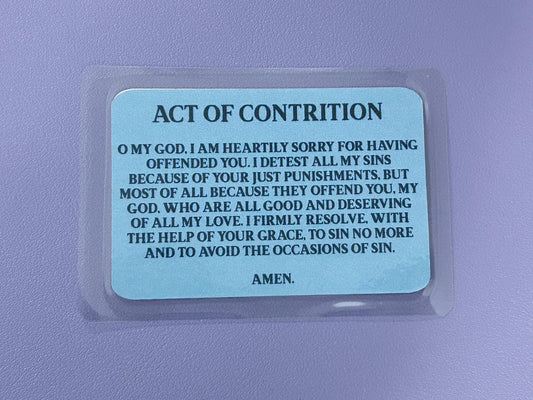 ACT OF CONTRITION
O MY GOD, I AM HEARTILY SORRY FOR HAVING
OFFENDED YOU. I DETEST ALL MY SINS
BECAUSE OF YOUR JUST PUNISHMENTS, BUT
MOST OF ALL BECAUSE THEY OFFEND YOU, MY
GOD, WHO ARE ALL GOOD AND DESERVING
OF ALL MY LOVE. I FIRMLY RESOLVE, WITH
THE HELP OF YOUR GRACE, TO SIN NO MORE
AND TO AVOID THE OCCASIONS OF SIN.
AMEN.